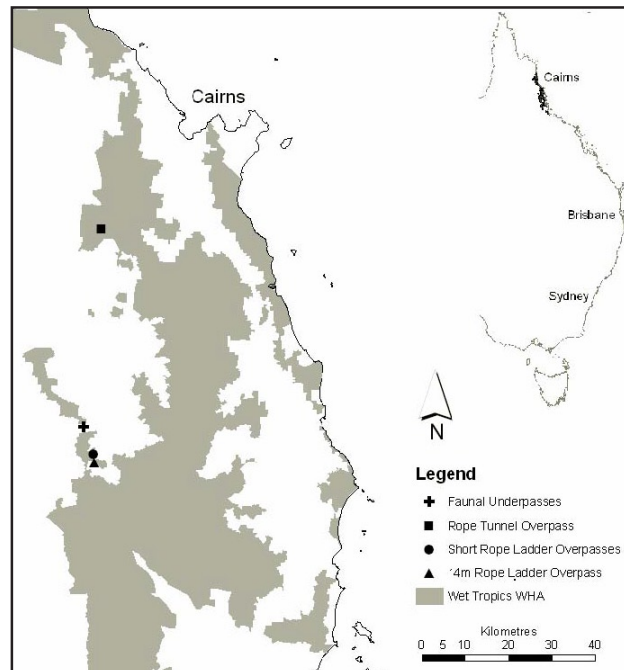 Cairns
Cairns
Brisbane
Sydney
N
Legend
Faunal Underpasses
Rope Tunnel Overpass
Short Rope Ladder Overpasses
14m Rope Ladder Overpass
Wet Tropics WHA
Kilometres
0 5 10 20 30 40